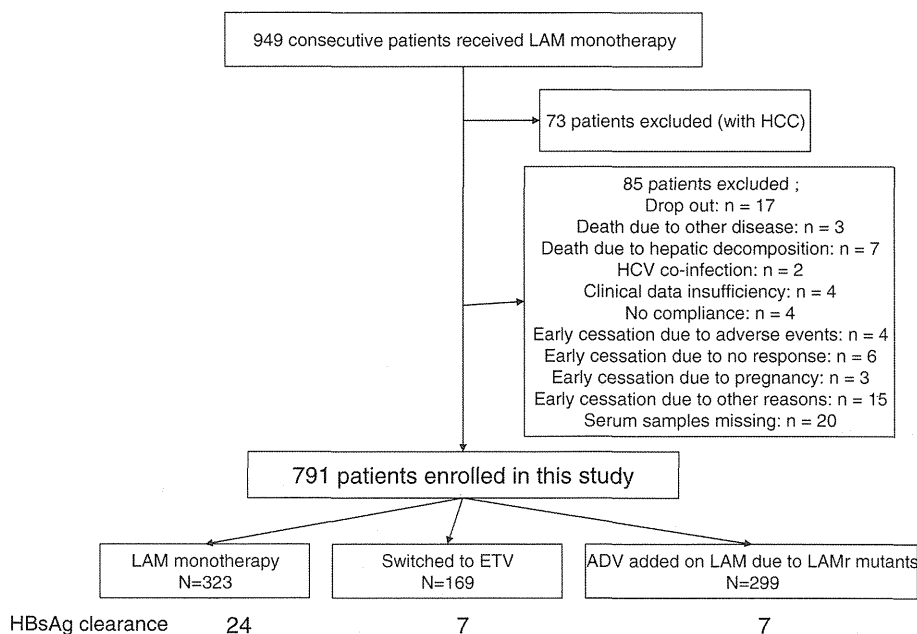 949 consecutive patients received LAM monotherapy
73 patients excluded (with HCC)
85 patients excluded ;
Drop out: n = 17
Death due to other disease: n = 3
Death due to hepatic decomposition: n = 7
HCV co-infection: n = 2
Clinical data insufficiency: n = 4
No compliance: n = 4
Early cessation due to adverse events: n = 4
Early cessation due to no response: n = 6
Early cessation due to pregnancy: n = 3
Early cessation due to other reasons: n = 15
Serum samples missing: n = 20
791 patients enrolled in this study
LAM monotherapy
N=323
Switched to ETV
N=169
ADV added on LAM due to LAMr mutants
N=299
HBsAg clearance 24 7 7